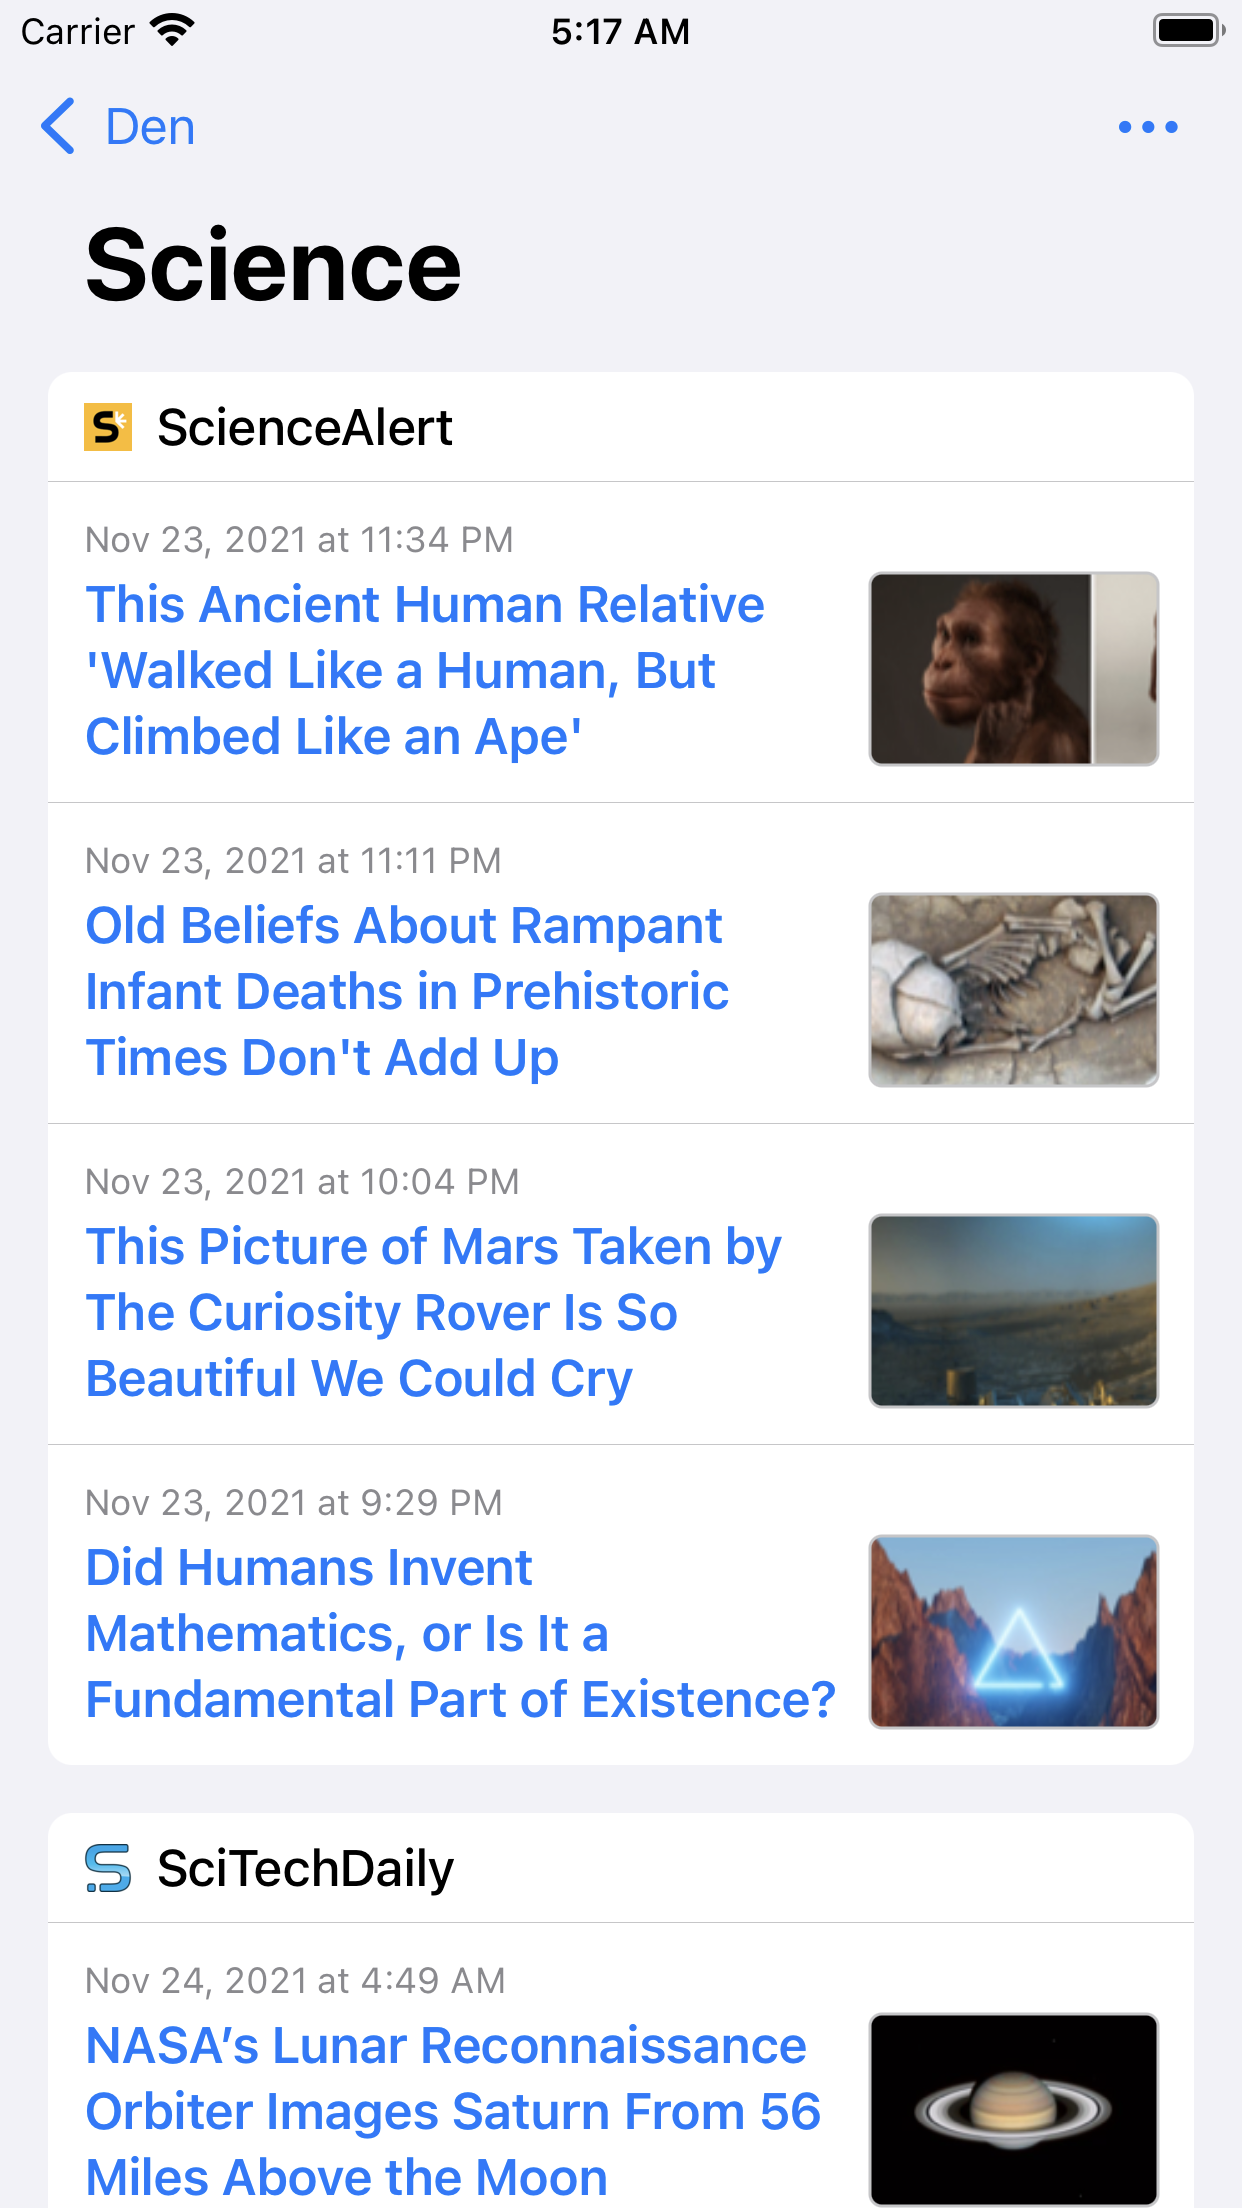 Carrier 5:17 AM
Den
Science
ScienceAlert
Nov 23, 2021 at 11:34 PM
This Ancient Human Relative
'Walked Like a Human, But
Climbed Like an Ape'
Nov 23, 2021 at 11:11 PM
Old Beliefs About Rampant
Infant Deaths in Prehistoric
Times Don't Add Up
Nov 23, 2021 at 10:04 PM
This Picture of Mars Taken by
The Curiosity Rover Is So
Beautiful We Could Cry
Nov 23, 2021 at 9:29 PM
Did Humans Invent
Mathematics, or Is It a
Fundamental Part of Existence?
SciTechDaily
Nov 24, 2021 at 4:49 AM
NASA’s Lunar Reconnaissance
Orbiter Images Saturn From 56
Miles Above the Moon